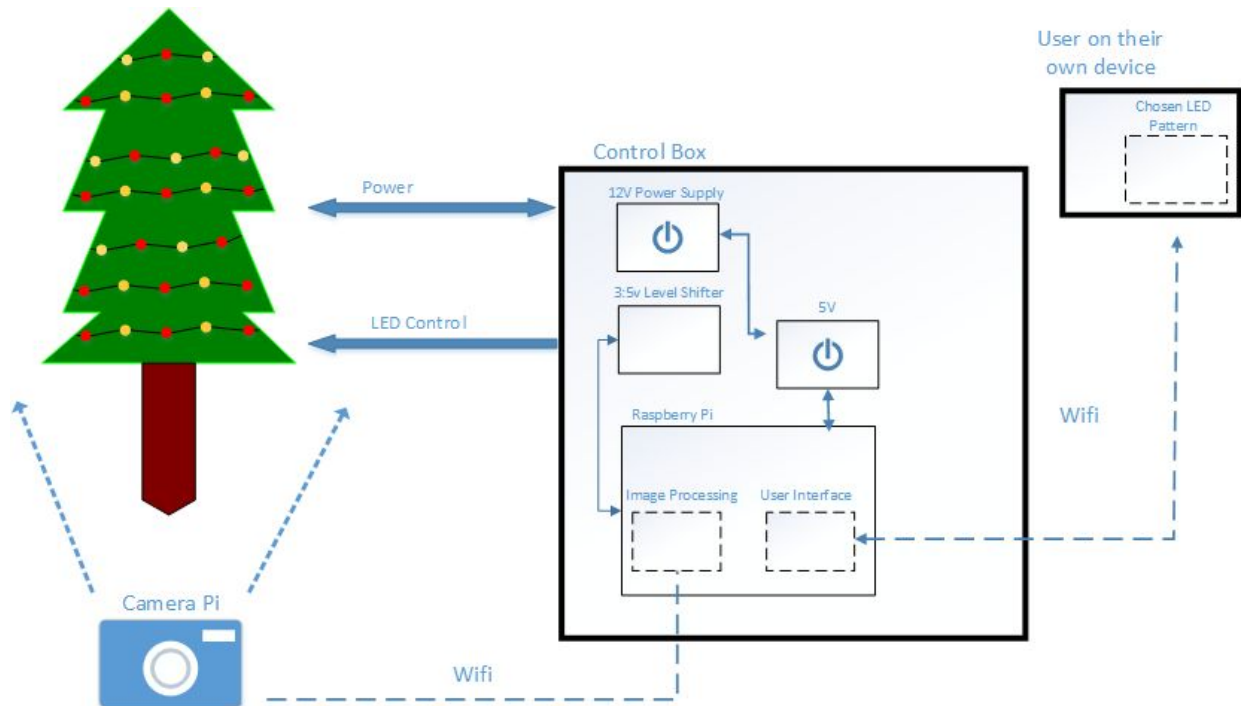 User on their
own device
Chosen LED
Pattern
Control Box
Power
12V Power Supply
3:5v Level Shifter
5V
LED Control
Raspberry Pi
Wifi
Image Processing
User Interface
Camera Pi
Wifi